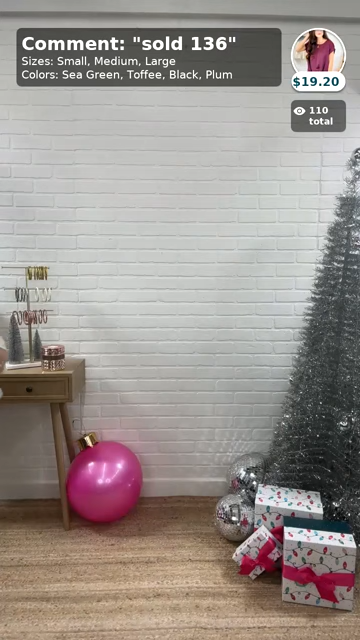 Comment: "sold 136"
Sizes: Small, Medium, Large
Colors: Sea Green, Toffee, Black, Plum
$19.20
110
total